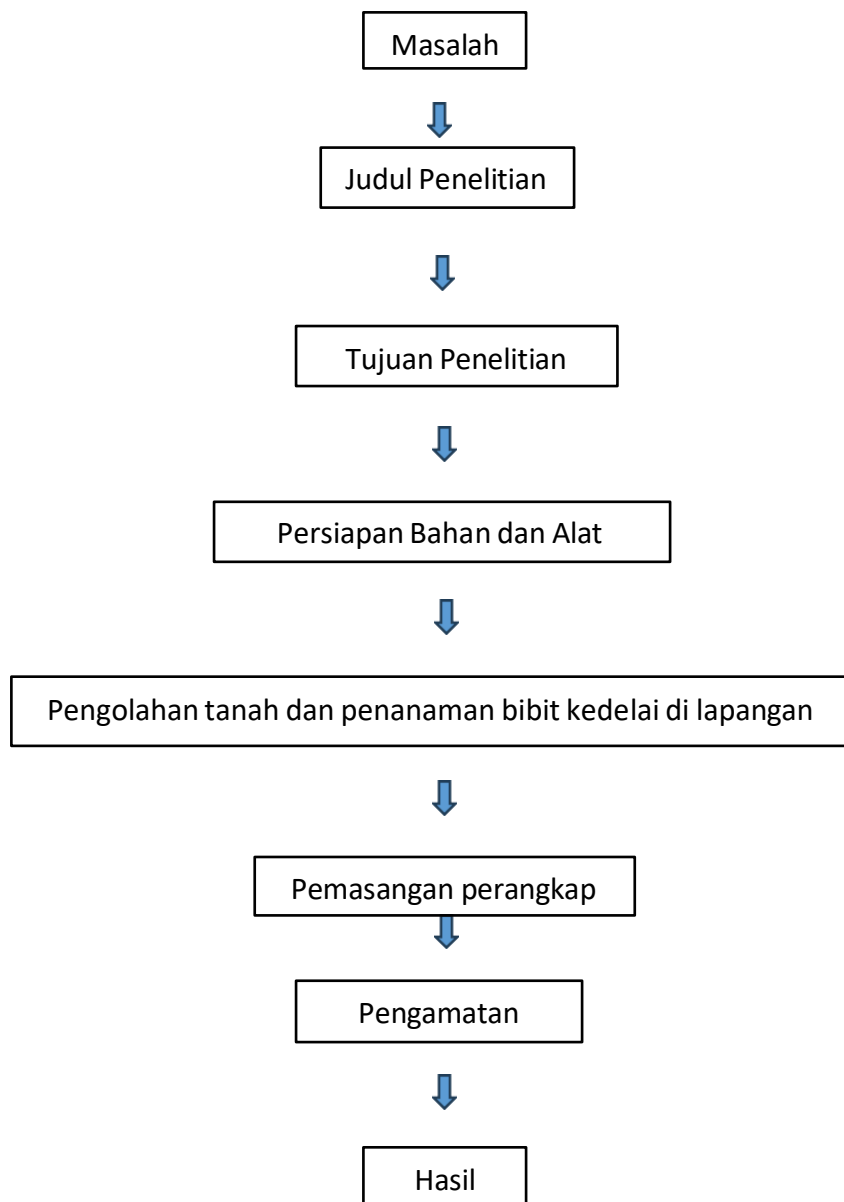 Masalah
Judul Penelitian
Tujuan Penelitian
Persiapan Bahan dan Alat
Pengolahan tanah dan penanaman bibit kedelai di lapangan
Pemasangan perangkap
Pengamatan
Hasil